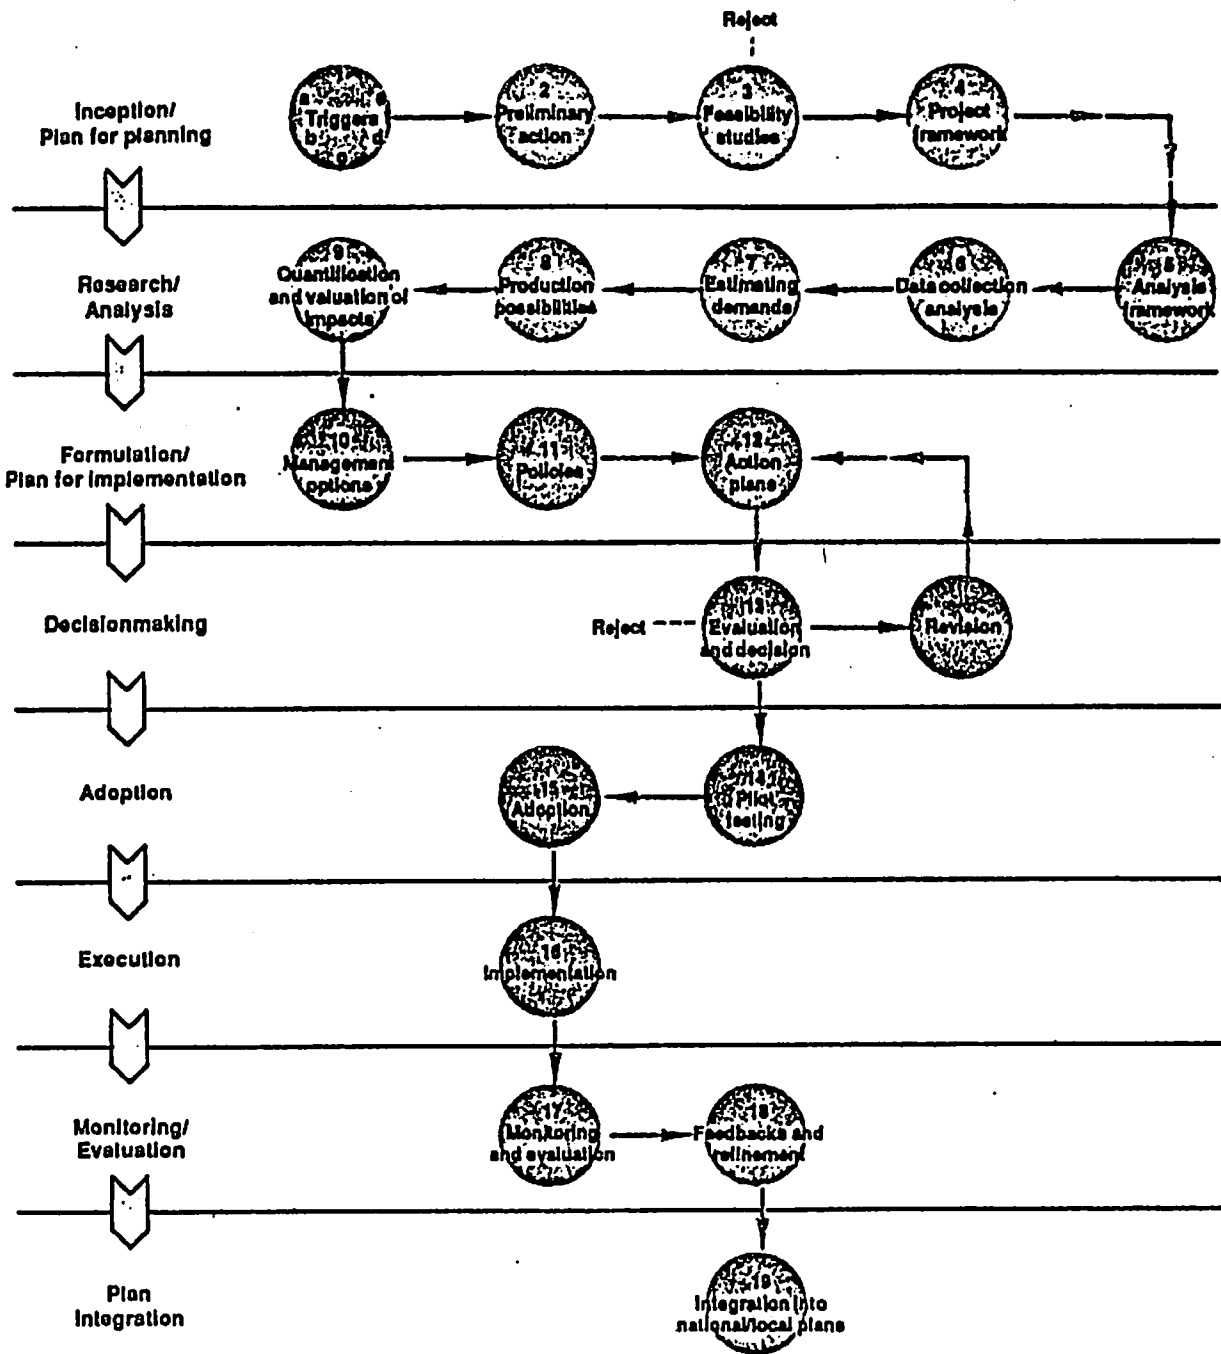 Reject
Inception/
Plan for planning
1
a e
Triggers
b d
c
2
Preliminary
action
3
Feasibility
studies
4
Project
framework
Research/
Analysis
9
Quantification
and valuation of
impacts
8
Production
possibilities
7
Estimating
demands
6
Data collection
analysis
5
Analysis
framework
Formulation/
Plan for implementation
10
Management
options
11
Policies
12
Action
plans
Decisionmaking
Reject
13
Evaluation
and decision
Revision
Adoption
15
Adoption
14
Pilot
testing
Execution
16
Implementation
Monitoring/
Evaluation
17
Monitoring
and evaluation
18
Feedbacks and
refinement
Plan
Integration
19
Integration into
national/local plans